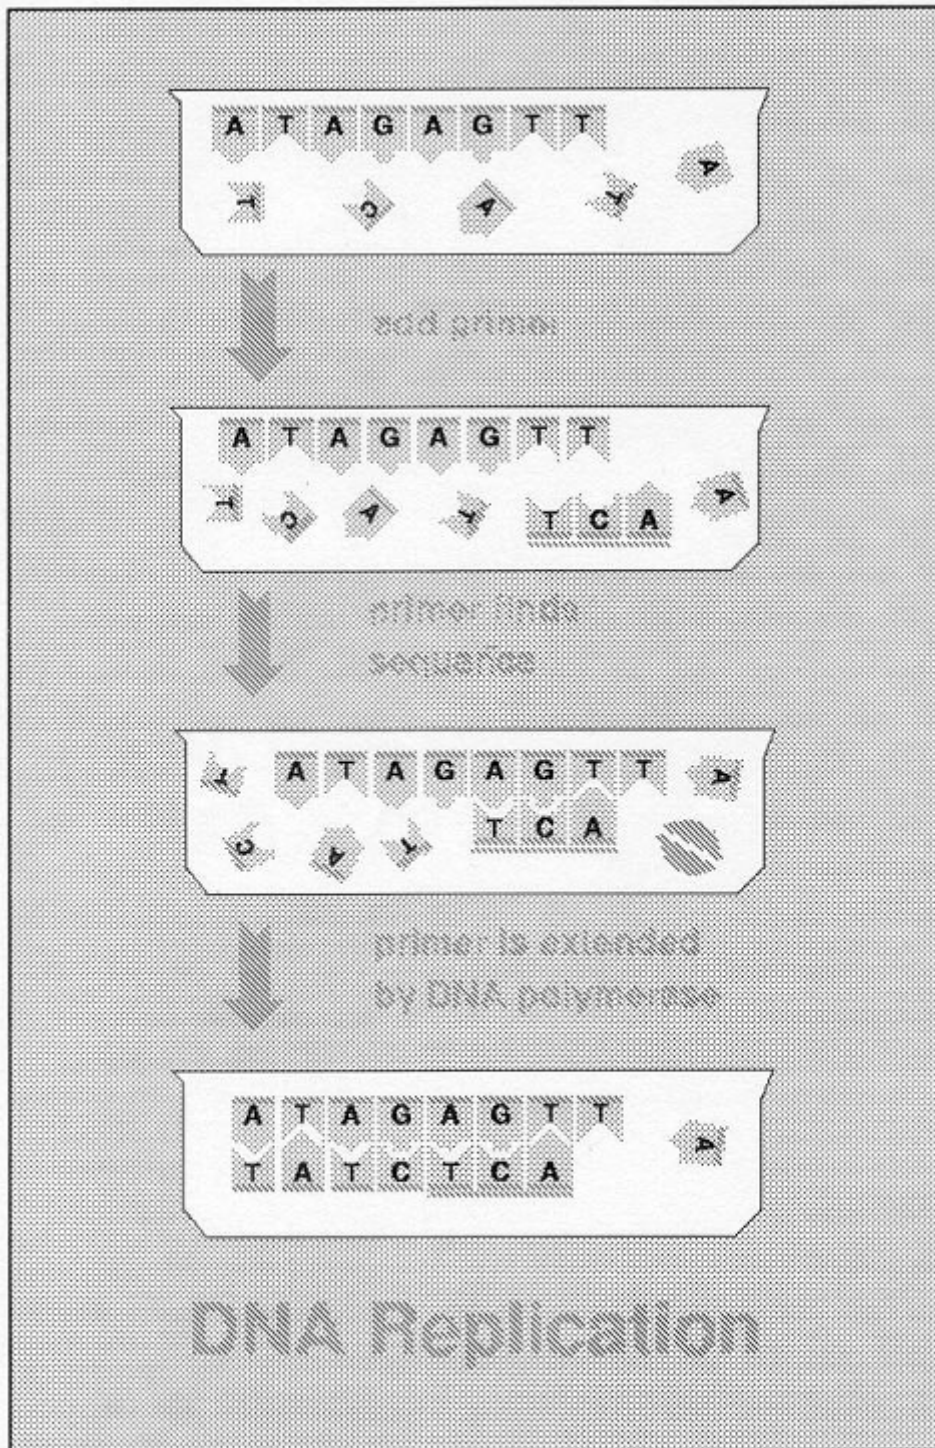 A T A G A G T T
A
T C A T
add primer
A T A G A G T T
T C A T T C A A
primer finds
sequence
T A T A G A G T T A
C A T T C A
primer is extended
by DNA polymerase
A T A G A G T T
A
T A T C T C A
DNA Replication